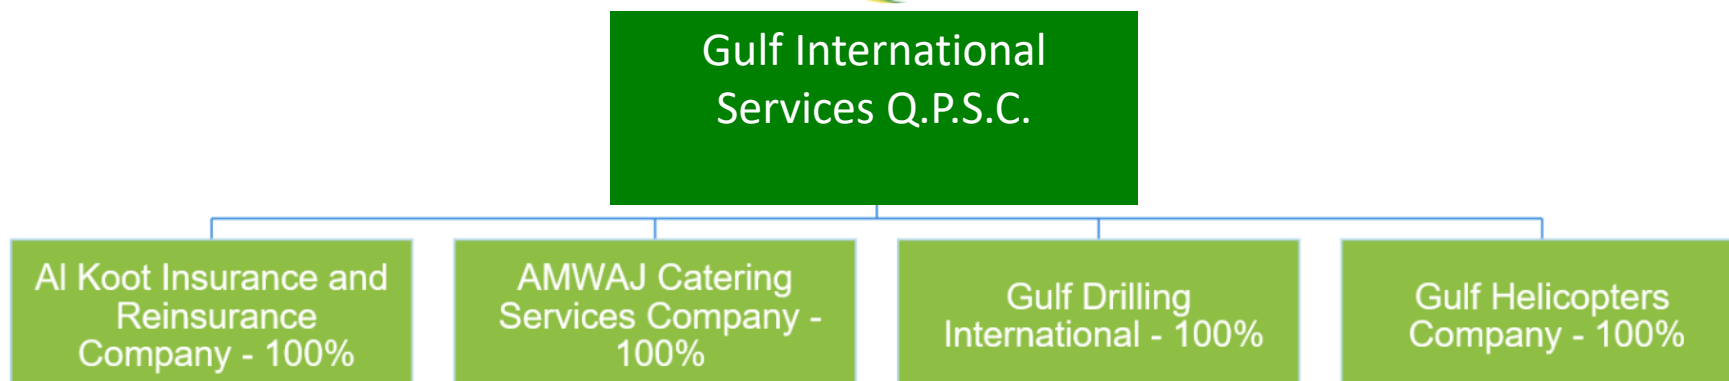 Gulf International
Services Q.P.S.C.
Al Koot Insurance and
Reinsurance
Company - 100%
AMWAJ Catering
Services Company -
100%
Gulf Drilling
International - 100%
Gulf Helicopters
Company - 100%